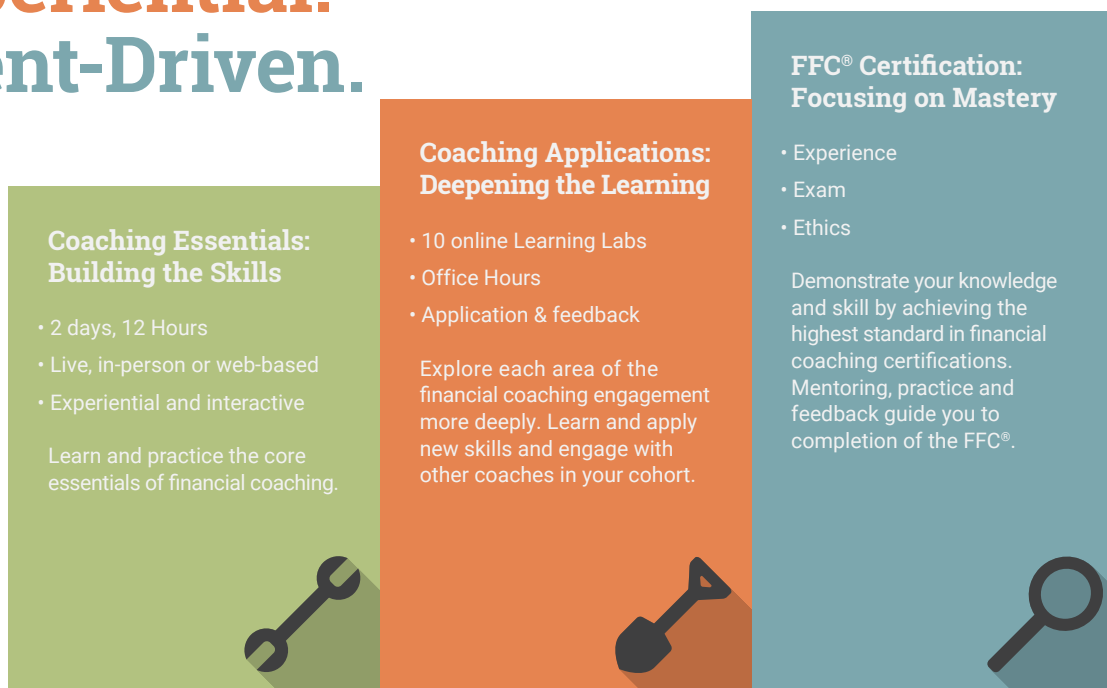 ent-Driven.
Coaching Essentials:
Building the Skills
• 2 days, 12 Hours
• Live, in-person or web-based
• Experiential and interactive
Learn and practice the core
essentials of financial coaching.
Coaching Applications:
Deepening the Learning
• 10 online Learning Labs
• Office Hours
• Application & feedback
Explore each area of the
financial coaching engagement
more deeply. Learn and apply
new skills and engage with
other coaches in your cohort.
FFC® Certification:
Focusing on Mastery
• Experience
• Exam
• Ethics
Demonstrate your knowledge
and skill by achieving the
highest standard in financial
coaching certifications.
Mentoring, practice and
feedback guide you to
completion of the FFC®.